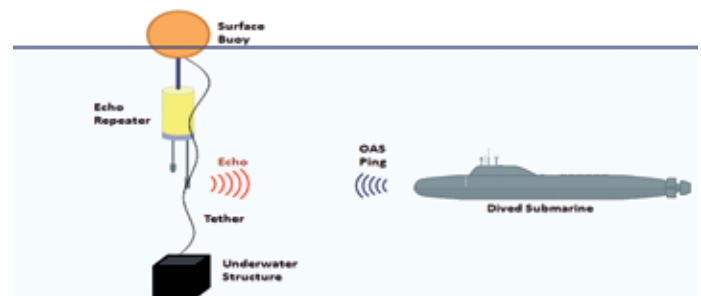 Surface
Buoy
Echo
Repeater
Echo
OAS
Ping
Dived Submarine
Tether
Underwater
Structure